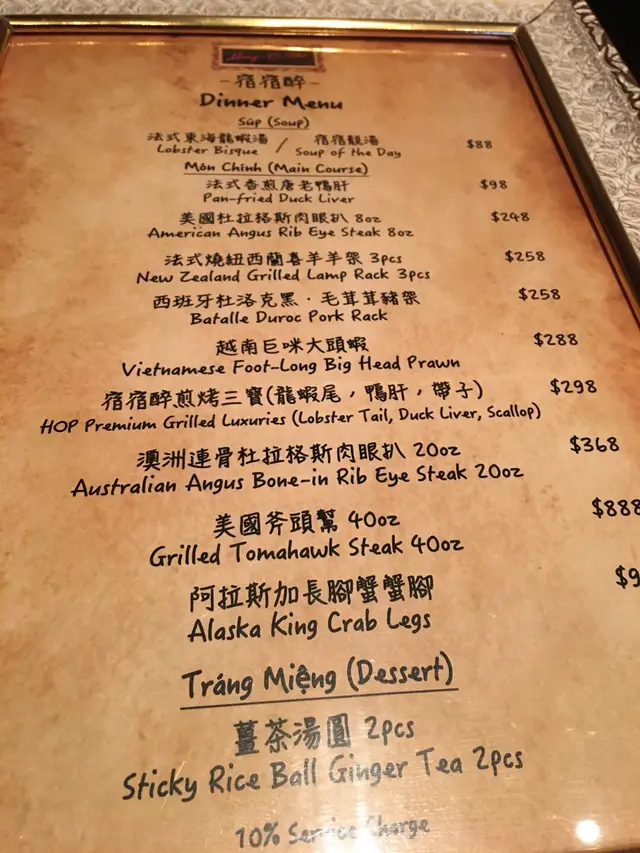 -宿宿醉-
Dinner Menu
Súp (Soup)
法式東海龍蝦湯 / 宿宿靚湯 $88
Lobster Bisque / Soup of the Day
Món Chính (Main Course)
法式香煎唐老鴨肝 $98
Pan-fried Duck Liver
美國杜拉格斯肉眼扒 8oz $248
American Angus Rib Eye Steak 8oz
法式燒紐西蘭喜羊羊架 3pcs $258
New Zealand Grilled Lamp Rack 3pcs
西班牙杜洛克黑·毛茸茸豬架 $258
Batalle Duroc Pork Rack
越南巨咪大頭蝦 $288
Vietnamese Foot-Long Big Head Prawn
宿宿醉煎烤三寶(龍蝦尾，鴨肝，帶子) $298
HOP Premium Grilled Luxuries (Lobster Tail, Duck Liver, Scallop)
澳洲連骨杜拉格斯肉眼扒 20oz $368
Australian Angus Bone-in Rib Eye Steak 20oz
美國斧頭幫 40oz $888
Grilled Tomahawk Steak 40oz
阿拉斯加長腳蟹蟹腳 $9
Alaska King Crab Legs
Tráng Miệng (Dessert)
薑茶湯圓 2pcs
Sticky Rice Ball Ginger Tea 2pcs
10% Service Charge